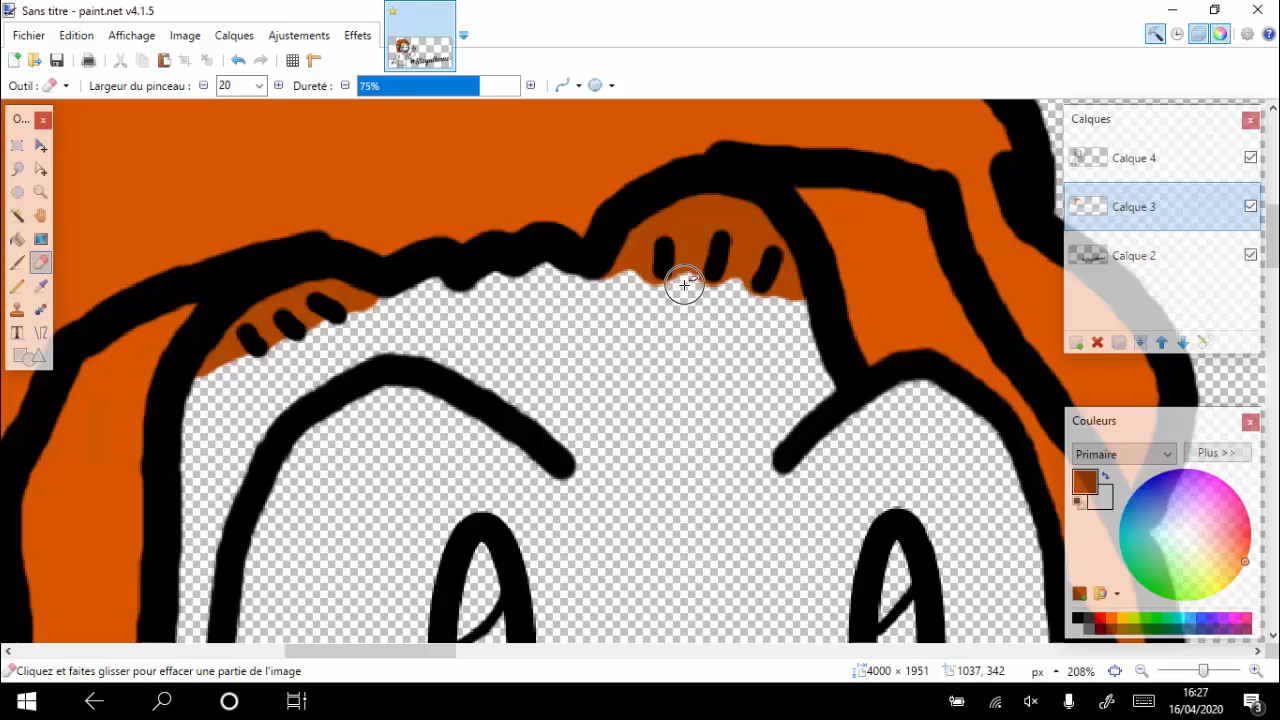 Sans titre - paint.net v4.1.5
Fichier Edition Affichage Image Calques Ajustements Effets
Outil : Largeur du pinceau : 20 Dureté : 75%
O...
Calques
Calque 4
Calque 3
Calque 2
Couleurs
Primaire Plus >>
Cliquez et faites glisser pour effacer une partie de l'image 4000 × 1951 1037, 342 px 208%
16:27
16/04/2020
3